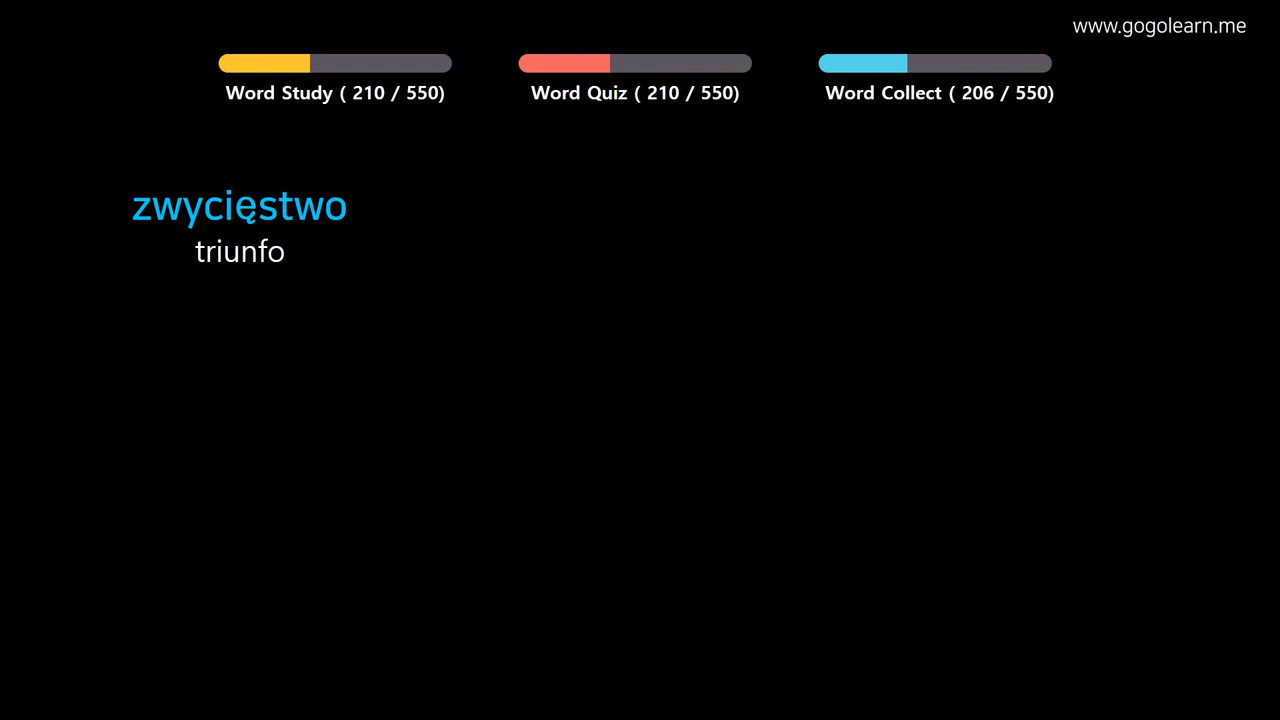 www.gogolearn.me
Word Study ( 210 / 550)
Word Quiz ( 210 / 550)
Word Collect ( 206 / 550)
zwycięstwo
triunfo